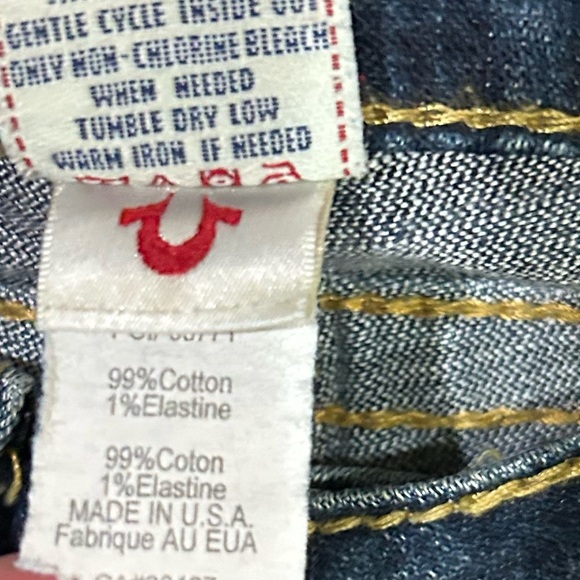 GENTLE CYCLE INSIDE OUT
ONLY NON-CHLORINE BLEACH
WHEN NEEDED
TUMBLE DRY LOW
WARM IRON IF NEEDED
99%Cotton
1%Elastine
99%Coton
1%Elastine
MADE IN U.S.A.
Fabrique AU EUA